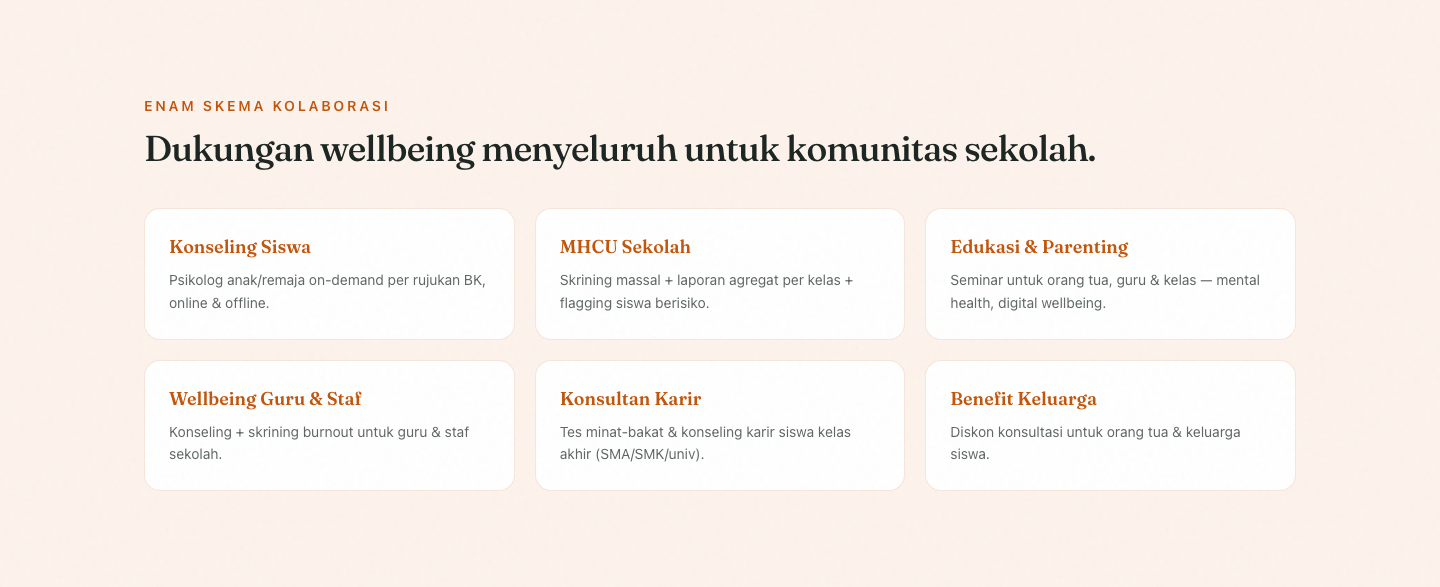 ENAM SKEMA KOLABORASI
Dukungan wellbeing menyeluruh untuk komunitas sekolah.
Konseling Siswa
Psikolog anak/remaja on-demand per rujukan BK,
online & offline.
MHCU Sekolah
Skrining massal + laporan agregat per kelas +
flagging siswa berisiko.
Edukasi & Parenting
Seminar untuk orang tua, guru & kelas — mental
health, digital wellbeing.
Wellbeing Guru & Staf
Konseling + skrining burnout untuk guru & staf
sekolah.
Konsultan Karir
Tes minat-bakat & konseling karir siswa kelas
akhir (SMA/SMK/univ).
Benefit Keluarga
Diskon konsultasi untuk orang tua & keluarga
siswa.